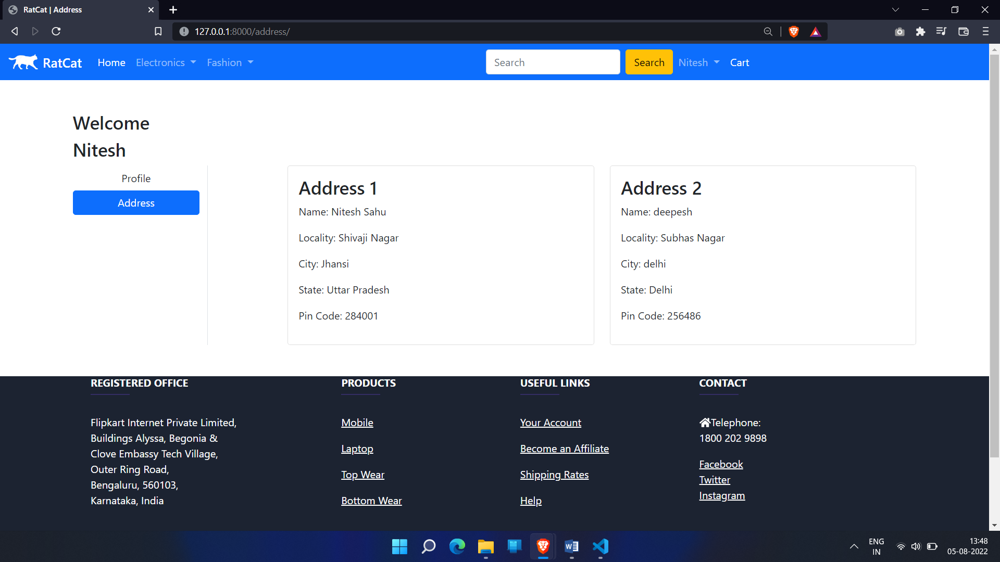 RatCat | Address
127.0.0.1:8000/address/
RatCat Home Electronics Fashion Search Search Nitesh Cart
Welcome
Nitesh
Profile
Address
Address 1
Name: Nitesh Sahu
Locality: Shivaji Nagar
City: Jhansi
State: Uttar Pradesh
Pin Code: 284001
Address 2
Name: deepesh
Locality: Subhas Nagar
City: delhi
State: Delhi
Pin Code: 256486
REGISTERED OFFICE
Flipkart Internet Private Limited,
Buildings Alyssa, Begonia &
Clove Embassy Tech Village,
Outer Ring Road,
Bengaluru, 560103,
Karnataka, India
PRODUCTS
Mobile
Laptop
Top Wear
Bottom Wear
USEFUL LINKS
Your Account
Become an Affiliate
Shipping Rates
Help
CONTACT
Telephone:
1800 202 9898
Facebook
Twitter
Instagram
W
ENG
IN
13:48
05-08-2022